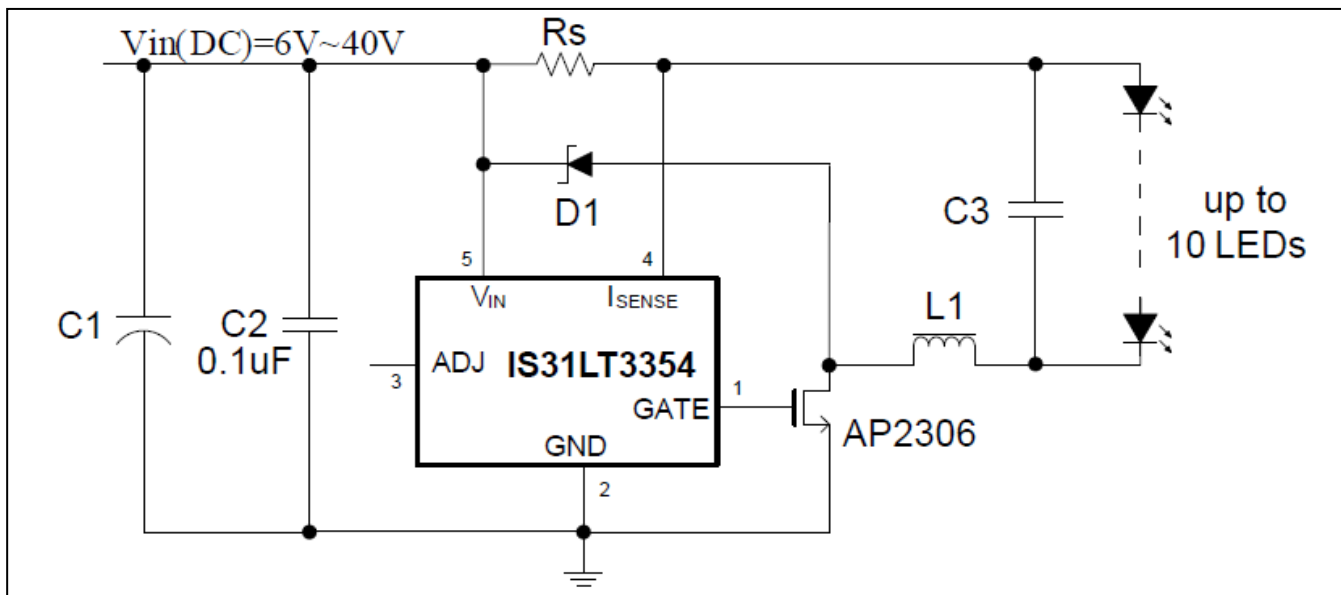 Vin(DC)=6V~40V
Rs
D1
C3
up to
10 LEDs
5
4
VIN
ISENSE
C1
C2
0.1uF
L1
ADJ
IS31LT3354
3
1
GATE
AP2306
GND
2